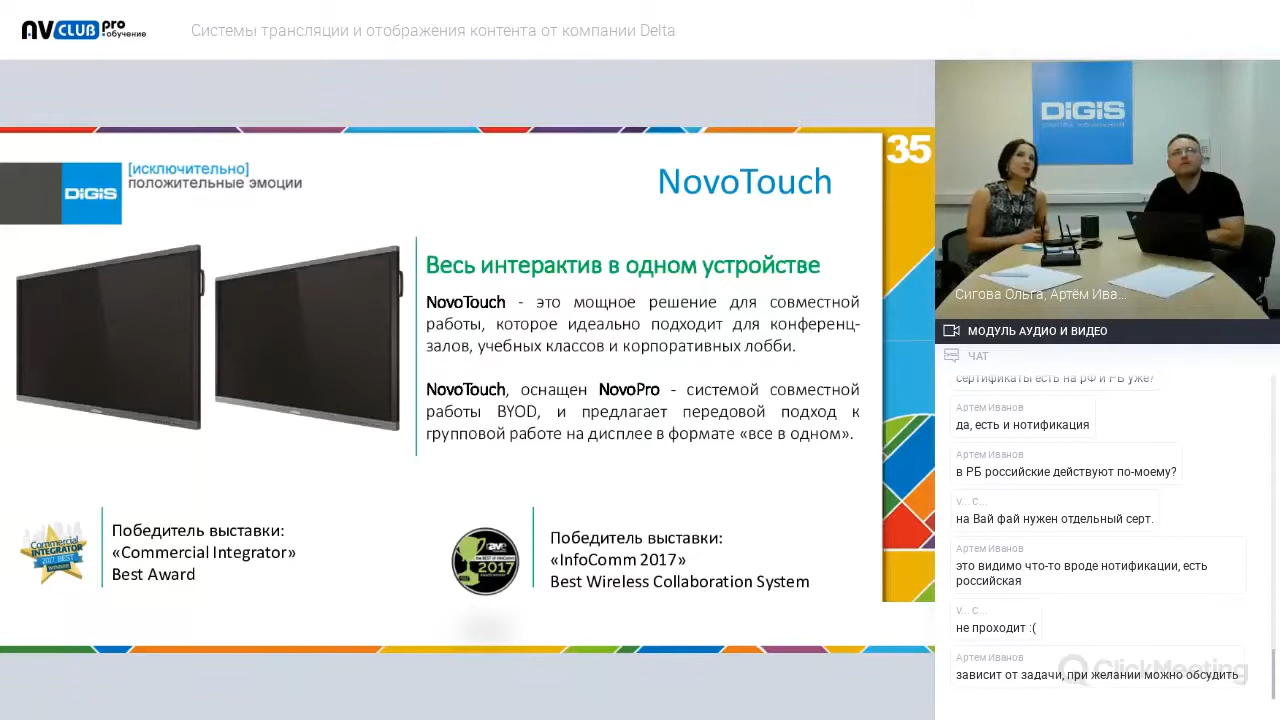 AVCLUBpro
•обучение
Системы трансляции и отображения контента от компании Delta
35
DiGiS
[исключительно]
положительные эмоции
NovoTouch
Весь интерактив в одном устройстве
NovoTouch - это мощное решение для совместной
работы, которое идеально подходит для конференц-
залов, учебных классов и корпоративных лобби.
NovoTouch, оснащен NovoPro - системой совместной
работы BYOD, и предлагает передовой подход к
групповой работе на дисплее в формате «все в одном».
Commercial
INTEGRATOR
2017 BEST
WINNER
Победитель выставки:
«Commercial Integrator»
Best Award
2017
Победитель выставки:
«InfoComm 2017»
Best Wireless Collaboration System
DiGiS
Сигова Ольга, Артём Ива...
МОДУЛЬ АУДИО И ВИДЕО
ЧАТ
сертификаты есть на РФ и РБ уже?
Артем Иванов
да, есть и нотификация
Артем Иванов
в РБ российские действуют по-моему?
V... C...
на Вай фай нужен отдельный серт.
Артем Иванов
это видимо что-то вроде нотификации, есть
российская
V... C...
не проходит :(
Артем Иванов
зависит от задачи, при желании можно обсудить
ClickMeeting